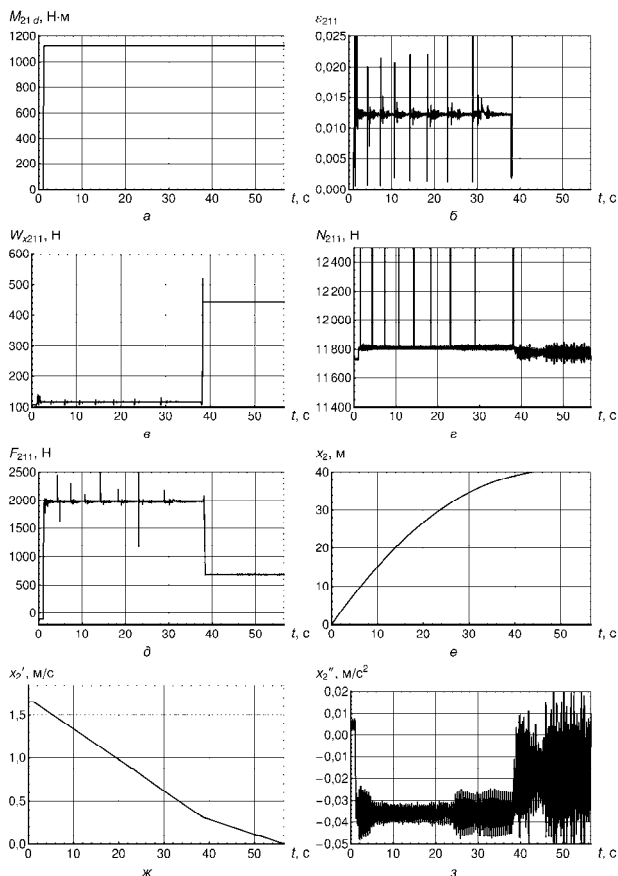 M21d, Н·м
1200
1000
800
600
400
200
0
0 10 20 30 40 50 t, с
а
ε211
0,025
0,020
0,015
0,010
0,005
0,000
0 10 20 30 40 50 t, с
б
Wx211, Н
600
500
400
300
200
100
0 10 20 30 40 50 t, с
в
N211, Н
12 400
12 200
11 800
11 600
11 400
0 10 20 30 40 50 t, с
г
F211, Н
2500
2000
1500
1000
500
0
0 10 20 30 40 50 t, с
д
x2, м
40
30
20
10
0
0 10 20 30 40 50 t, с
е
x2′, м/с
1,5
1,0
0,5
0,0
0 10 20 30 40 50 t, с
ж
x2″, м/с²
0,02
0,01
0,00
−0,01
−0,02
−0,03
−0,04
−0,05
0 10 20 30 40 50 t, с
з